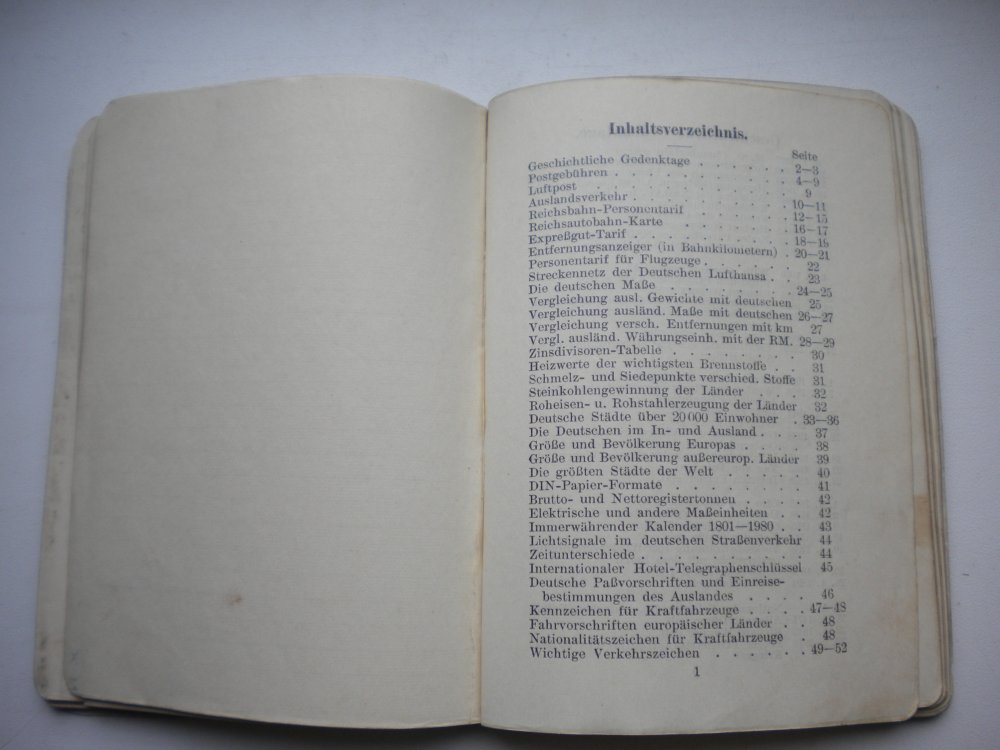 Inhaltsverzeichnis.
Seite
Geschichtliche Gedenktage . . . . . . . 2—3
Postgebühren . . . . . . . . . . . 4—9
Luftpost . . . . . . . . . . . . 9
Auslandsverkehr . . . . . . . . . . 10—11
Reichsbahn-Personentarif . . . . . . 12—15
Reichsautobahn-Karte . . . . . . . 16—17
Expreßgut-Tarif . . . . . . . . . 18—19
Entfernungsanzeiger (in Bahnkilometern) . 20—21
Personentarif für Flugzeuge . . . . . . 22
Streckennetz der Deutschen Lufthansa . . 23
Die deutschen Maße . . . . . . . . 24—25
Vergleichung ausl. Gewichte mit deutschen 25
Vergleichung ausländ. Maße mit deutschen 26—27
Vergleichung versch. Entfernungen mit km 27
Vergl. ausländ. Währungseinh. mit der RM. 28—29
Zinsdivisoren-Tabelle . . . . . . . . 30
Heizwerte der wichtigsten Brennstoffe . . 31
Schmelz- und Siedepunkte verschied. Stoffe 31
Steinkohlengewinnung der Länder . . . 32
Roheisen- u. Rohstahlerzeugung der Länder 32
Deutsche Städte über 20 000 Einwohner . 33—36
Die Deutschen im In- und Ausland . . . 37
Größe und Bevölkerung Europas . . . . 38
Größe und Bevölkerung außereurop. Länder 39
Die größten Städte der Welt . . . . . 40
DIN-Papier-Formate . . . . . . . . 41
Brutto- und Nettoregistertonnen . . . . 42
Elektrische und andere Maßeinheiten . . 42
Immerwährender Kalender 1801—1980 . . 43
Lichtsignale im deutschen Straßenverkehr 44
Zeitunterschiede . . . . . . . . . . 44
Internationaler Hotel-Telegraphenschlüssel 45
Deutsche Paßvorschriften und Einreise-
bestimmungen des Auslandes . . . . 46
Kennzeichen für Kraftfahrzeuge . . . . 47—48
Fahrvorschriften europäischer Länder . . 48
Nationalitätszeichen für Kraftfahrzeuge . 48
Wichtige Verkehrszeichen . . . . . . 49—52
1